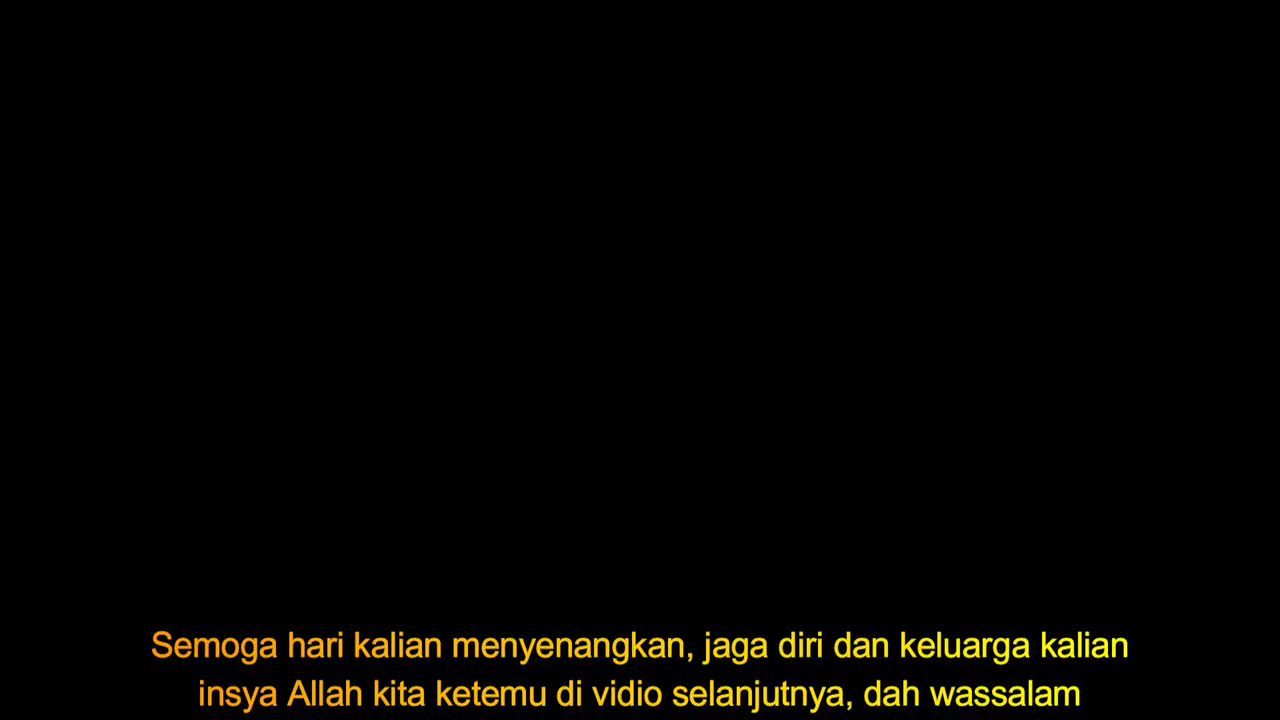 Semoga hari kalian menyenangkan, jaga diri dan keluarga kalian
insya Allah kita ketemu di vidio selanjutnya, dah wassalam